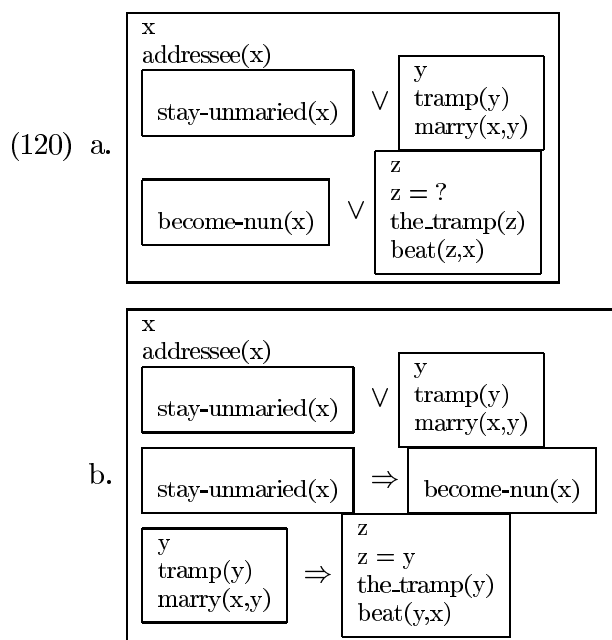 x
addressee(x)
stay-unmaried(x) ∨ y
tramp(y)
marry(x,y)
(120) a.
become-nun(x) ∨ z
z = ?
the_tramp(z)
beat(z,x)
x
addressee(x)
stay-unmaried(x) ∨ y
tramp(y)
marry(x,y)
b.
stay-unmaried(x) ⇒ become-nun(x)
y
tramp(y)
marry(x,y)
⇒
z
z = y
the_tramp(y)
beat(y,x)